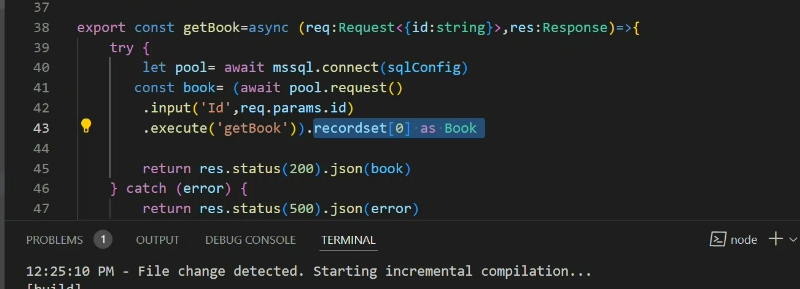 37
38 export const getBook=async (req:Request<{id:string}>,res:Response)=>{
39 try {
40 let pool= await mssql.connect(sqlConfig)
41 const book= (await pool.request()
42 .input('Id',req.params.id)
43 .execute('getBook')).recordset[0] as Book
44
45 return res.status(200).json(book)
46 } catch (error) {
47 return res.status(500).json(error)
PROBLEMS 1 OUTPUT DEBUG CONSOLE TERMINAL node
12:25:10 PM - File change detected. Starting incremental compilation...
[build]